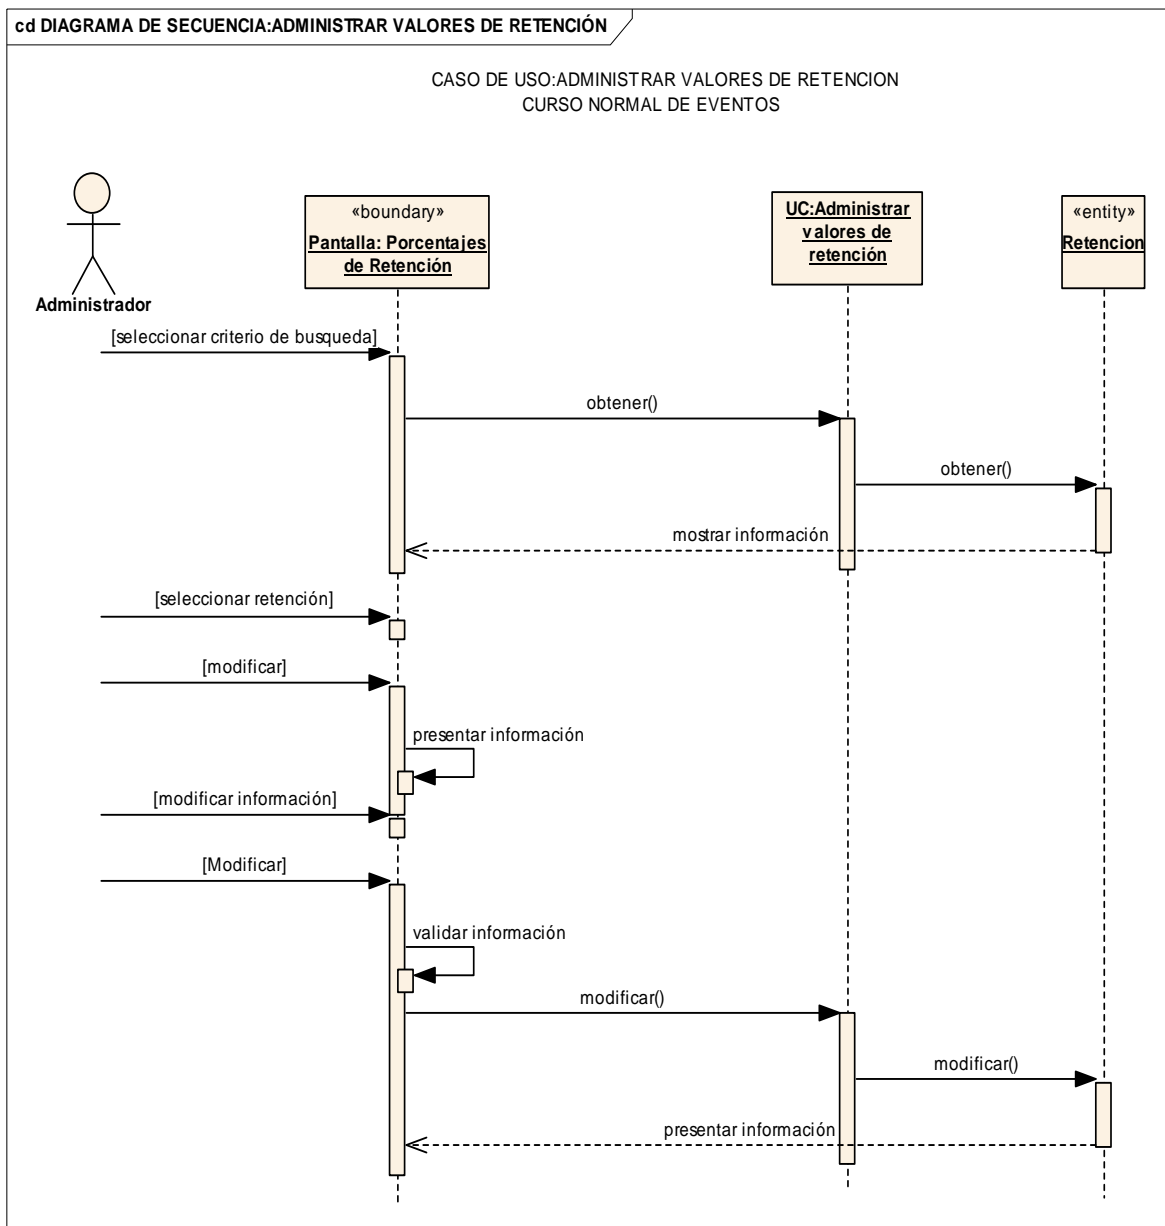 cd DIAGRAMA DE SECUENCIA:ADMINISTRAR VALORES DE RETENCIÓN
CASO DE USO:ADMINISTRAR VALORES DE RETENCION
CURSO NORMAL DE EVENTOS
Administrador
«boundary»
Pantalla: Porcentajes
de Retención
UC:Administrar
valores de
retención
«entity»
Retencion
[seleccionar criterio de busqueda]
obtener()
obtener()
mostrar información
[seleccionar retención]
[modificar]
presentar información
[modificar información]
[Modificar]
validar información
modificar()
modificar()
presentar información